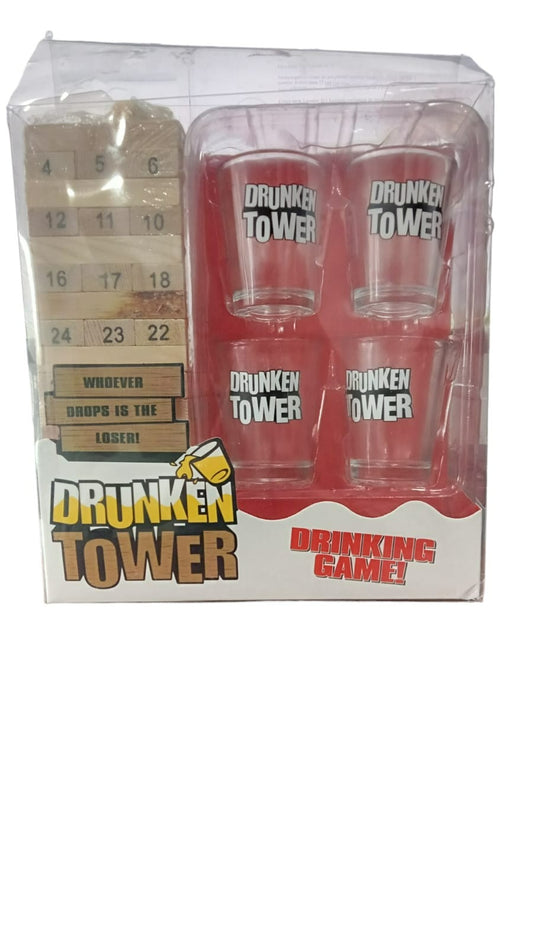 4 5 6
12 11 10
16 17 18
24 23 22
WHOEVER
DROPS IS THE
LOSER!
DRUNKEN
TOWER
DRUNKEN
TOWER
DRUNKEN
TOWER
DRUNKEN
TOWER
DRUNKEN
TOWER
DRINKING
GAME!